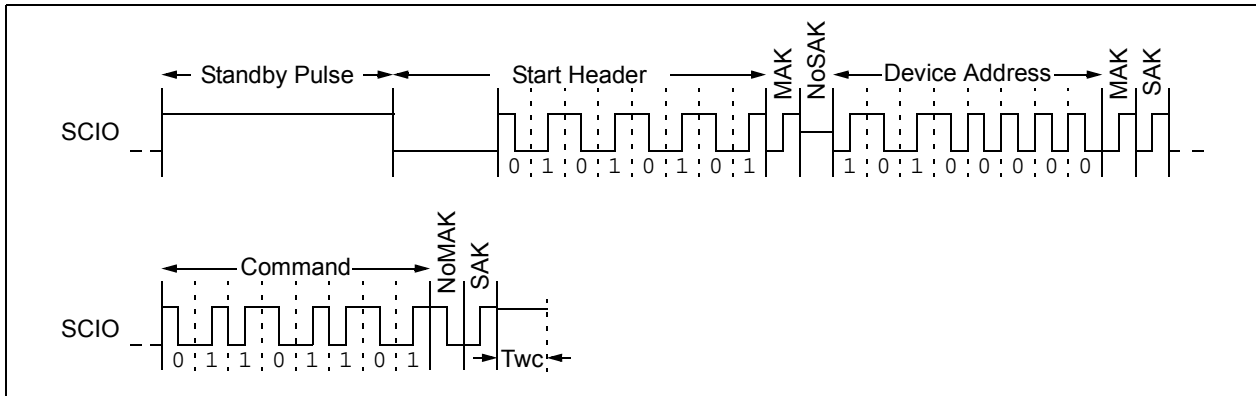 Standby Pulse
Start Header
MAK
NoSAK
Device Address
MAK
SAK
SCIO
0 1 0 1 0 1 0 1
1 0 1 0 0 0 0 0
Command
NoMAK
SAK
SCIO
0 1 1 0 1 1 0 1
Twc